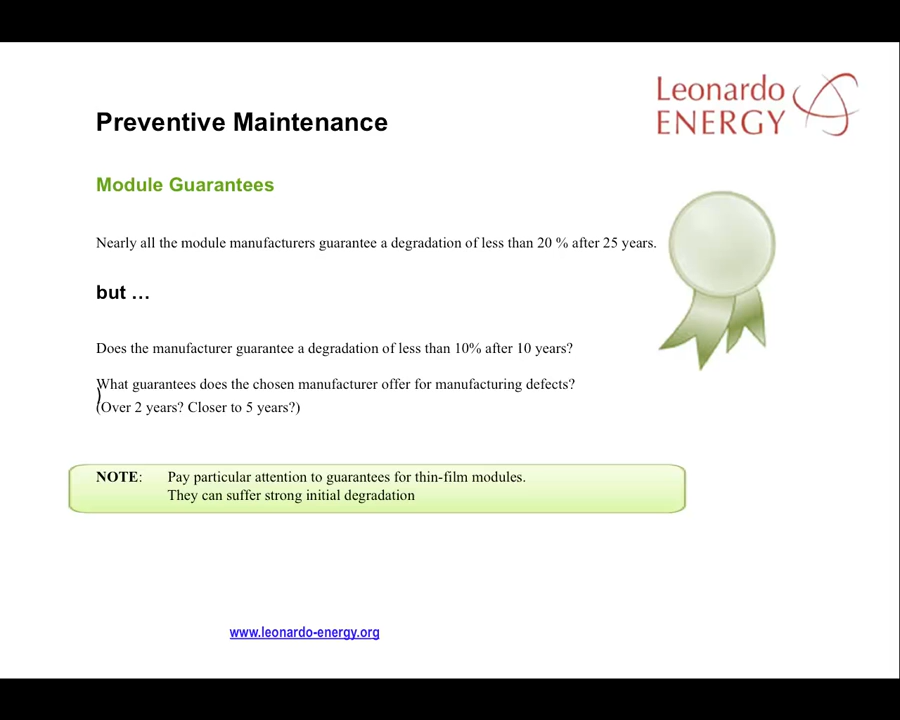 Leonardo
ENERGY
Preventive Maintenance
Module Guarantees
Nearly all the module manufacturers guarantee a degradation of less than 20 % after 25 years.
but …
Does the manufacturer guarantee a degradation of less than 10% after 10 years?
What guarantees does the chosen manufacturer offer for manufacturing defects?
)
(Over 2 years? Closer to 5 years?)
NOTE: Pay particular attention to guarantees for thin-film modules.
They can suffer strong initial degradation
www.leonardo-energy.org